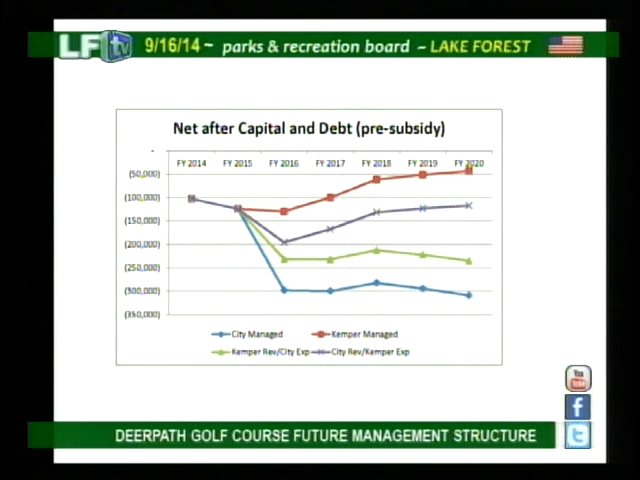 LFtv 9/16/14 ~ parks & recreation board ~ LAKE FOREST
Net after Capital and Debt (pre-subsidy)
-
FY 2014 FY 2015 FY 2016 FY 2017 FY 2018 FY 2019 FY 2020
(50,000)
(100,000)
(150,000)
(200,000)
(250,000)
(300,000)
(350,000)
City Managed Kemper Managed
Kemper Rev/City Exp City Rev/Kemper Exp
You
Tube
f
t
DEERPATH GOLF COURSE FUTURE MANAGEMENT STRUCTURE